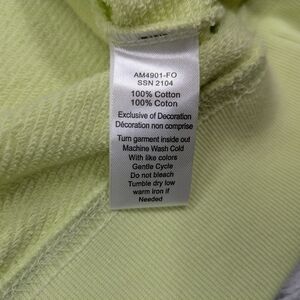 AM4901-FO
SSN 2104
100% Cotton
100% Coton
Exclusive of Decoration
Décoration non comprise
Turn garment inside out
Machine Wash Cold
With like colors
Gentle Cycle
Do not bleach
Tumble dry low
warm iron if
Needed